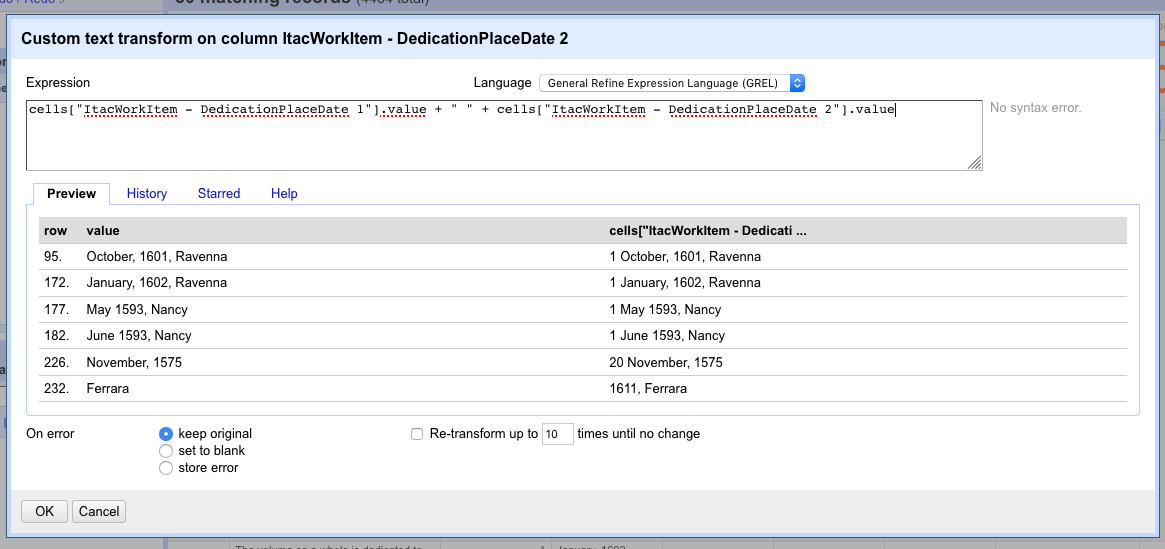 matching records (4404 total)
Custom text transform on column ItacWorkItem - DedicationPlaceDate 2
Expression
Language General Refine Expression Language (GREL)
cells["ItacWorkItem - DedicationPlaceDate 1"].value + " " + cells["ItacWorkItem - DedicationPlaceDate 2"].value
No syntax error.
Preview History Starred Help
row value cells["ItacWorkItem - Dedicati ...
95. October, 1601, Ravenna 1 October, 1601, Ravenna
172. January, 1602, Ravenna 1 January, 1602, Ravenna
177. May 1593, Nancy 1 May 1593, Nancy
182. June 1593, Nancy 1 June 1593, Nancy
226. November, 1575 20 November, 1575
232. Ferrara 1611, Ferrara
On error keep original Re-transform up to 10 times until no change
set to blank
store error
OK Cancel